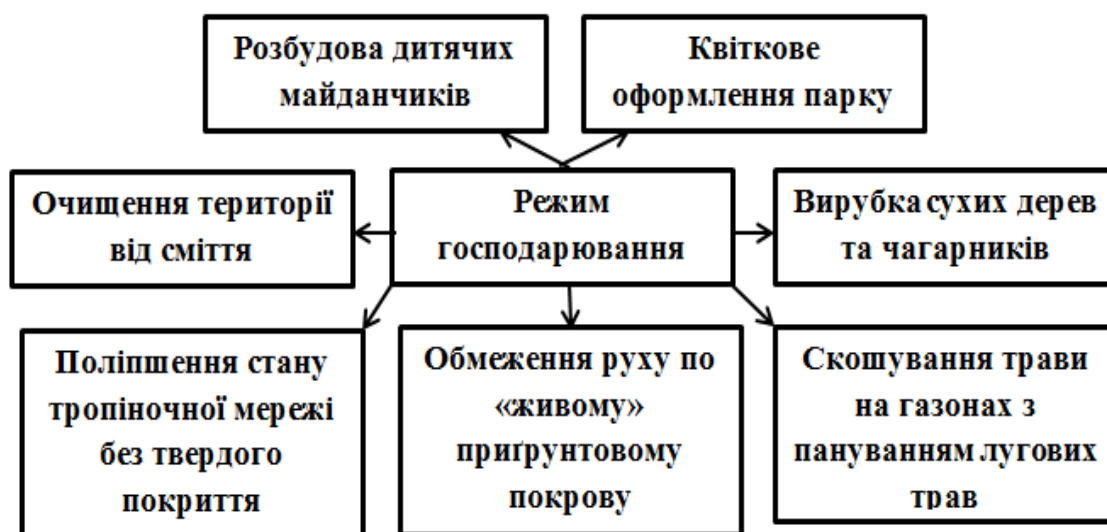 Розбудова дитячих
майданчиків
Квіткове
оформлення парку
Очищення території
від сміття
Режим
господарювання
Вирубка сухих дерев
та чагарників
Поліпшення стану
тропіночної мережі
без твердого
покриття
Обмеження руху по
«живому»
приґрунтовому
покрову
Скошування трави
на газонах з
пануванням лугових
трав